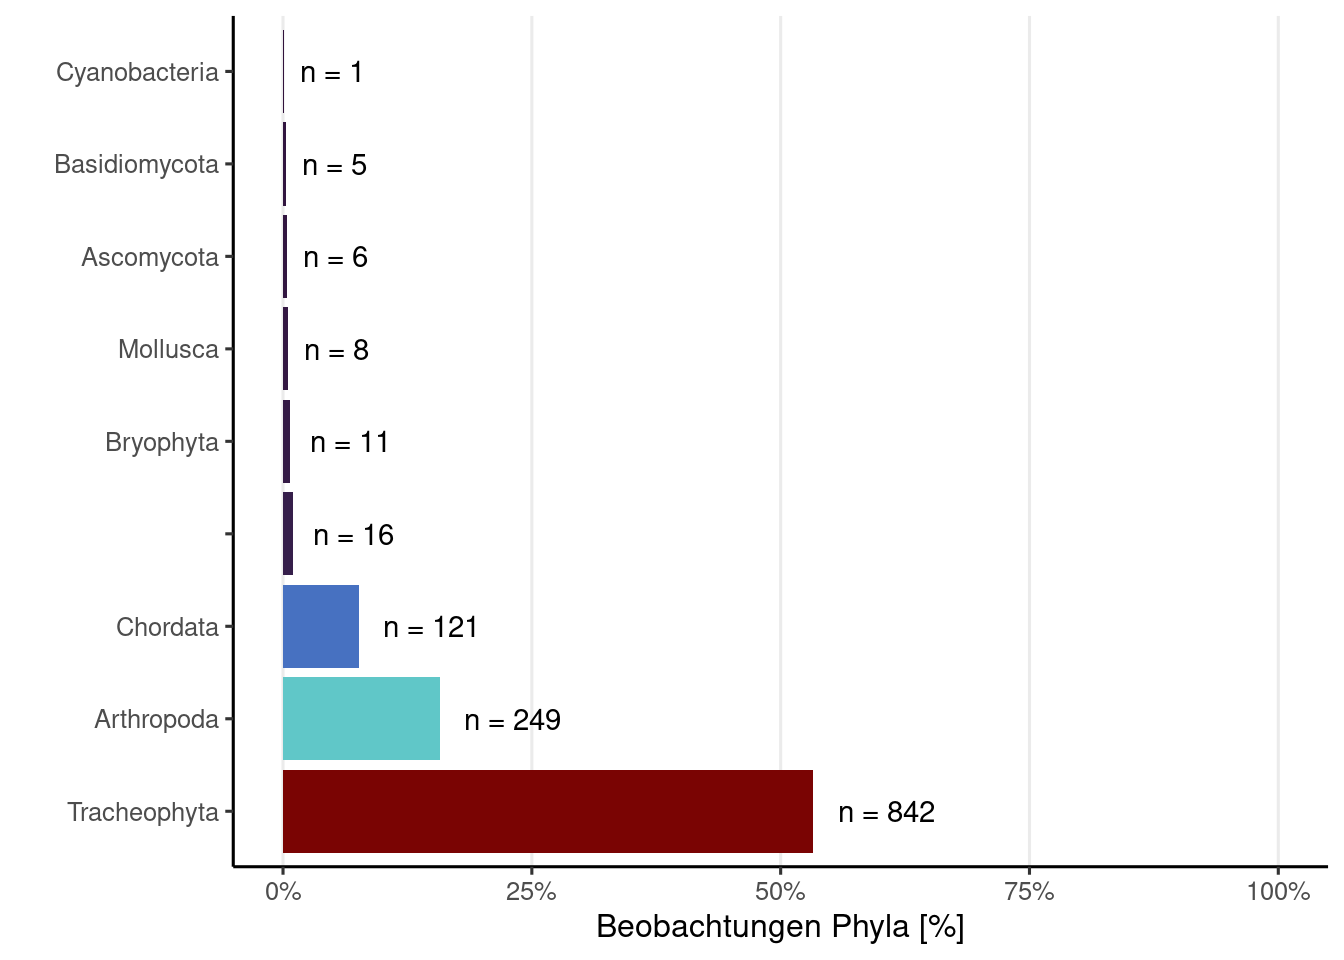 Cyanobacteria n = 1
Basidiomycota n = 5
Ascomycota n = 6
Mollusca n = 8
Bryophyta n = 11
n = 16
Chordata n = 121
Arthropoda n = 249
Tracheophyta n = 842
0% 25% 50% 75% 100%
Beobachtungen Phyla [%]